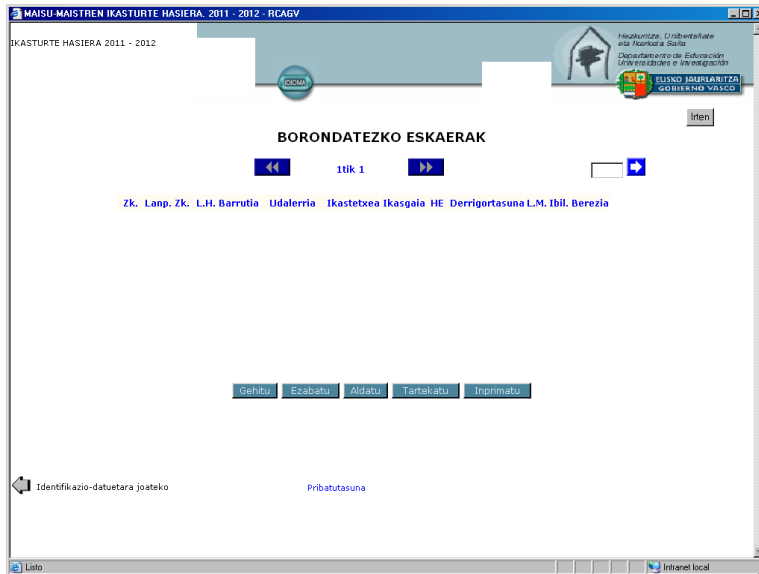 MAISU-MAISTREN IKASTURTE HASIERA. 2011 - 2012 - RCAGV
IKASTURTE HASIERA 2011 - 2012
Hezkuntza, Unibertsitate
eta Ikerketa Saila
Departamento de Educación
Universidades e Investigación
IDIOMA
EUSKO JAURLARITZA
GOBIERNO VASCO
Irten
BORONDATEZKO ESKAERAK
1tik 1
Zk. Lanp. Zk. L.H. Barrutia Udalerria Ikastetxea Ikasgaia HE Derrigortasuna L.M. Ibil. Berezia
Gehitu Ezabatu Aldatu Tartekatu Inprimatu
Identifikazio-datuetara joateko
Pribatutasuna
Listo
Intranet local